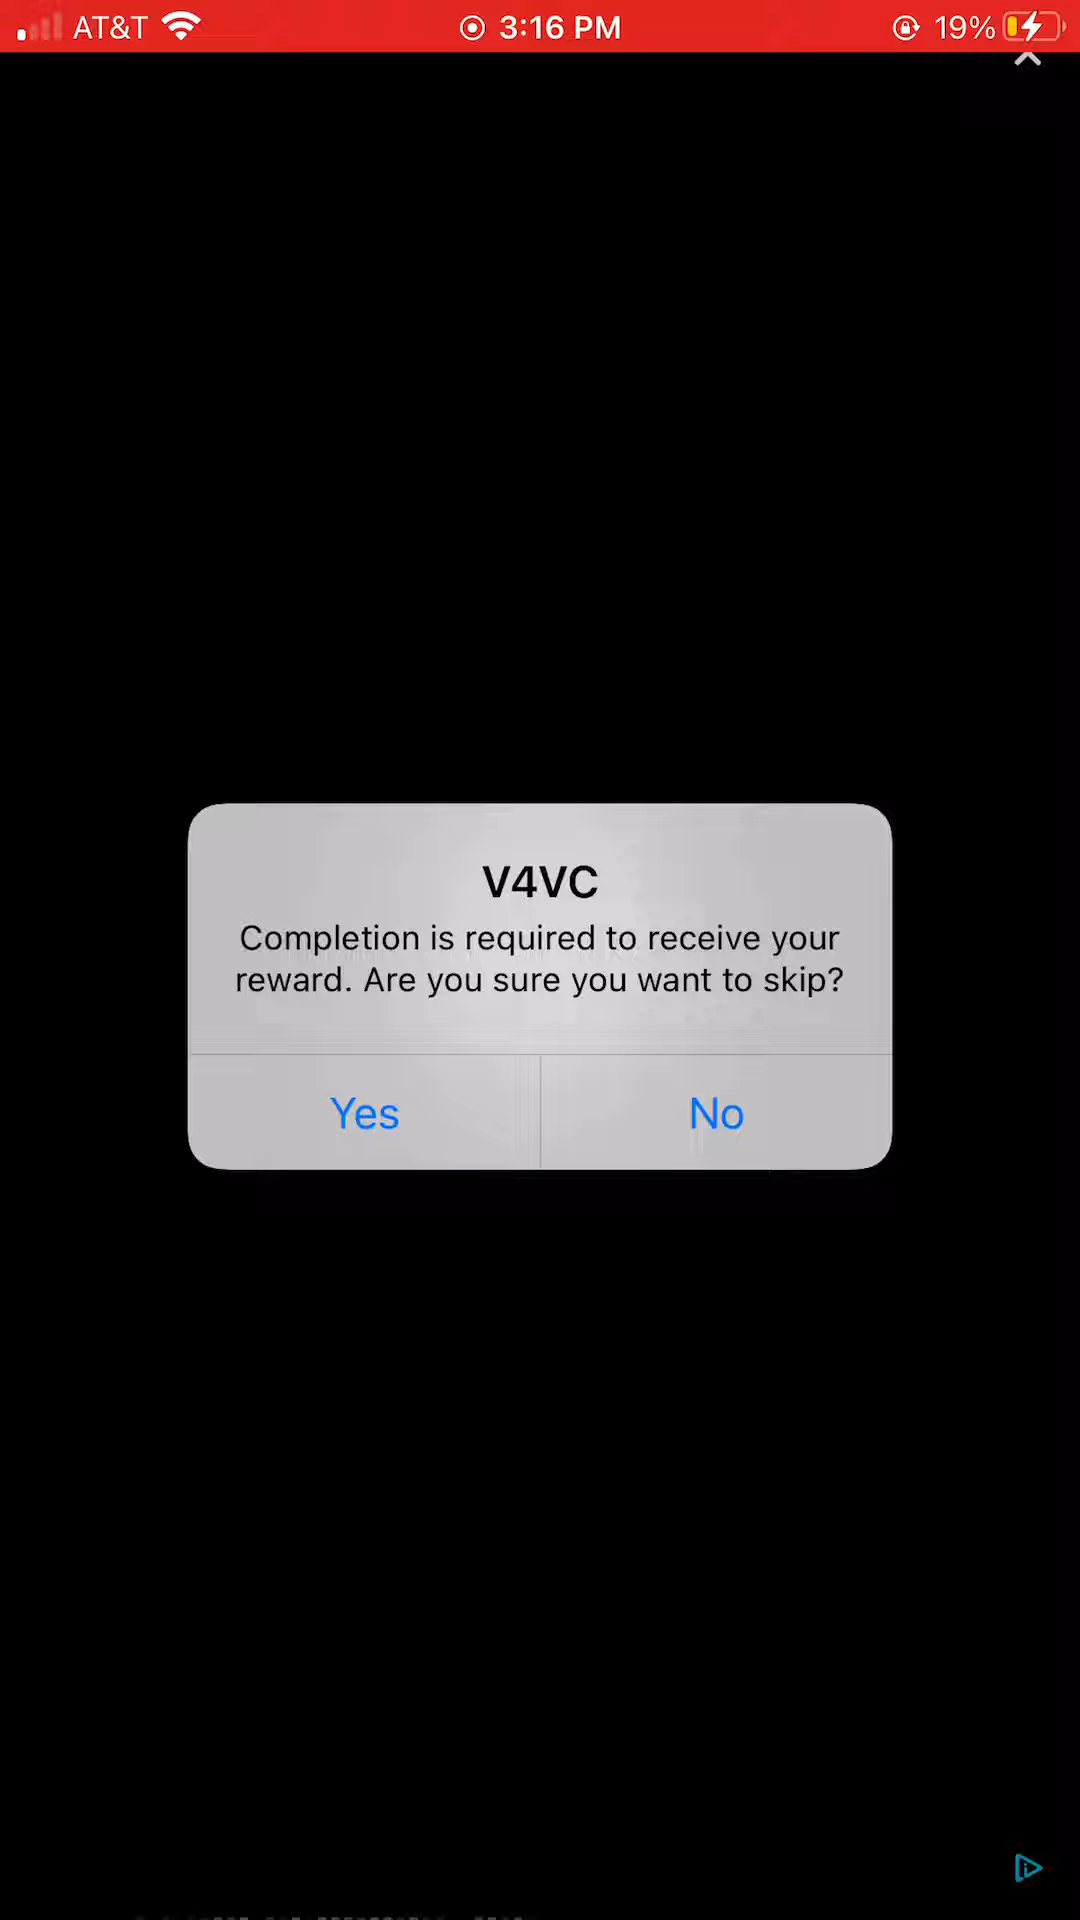 AT&T 3:16 PM 19%
V4VC
Completion is required to receive your
reward. Are you sure you want to skip?
Yes No